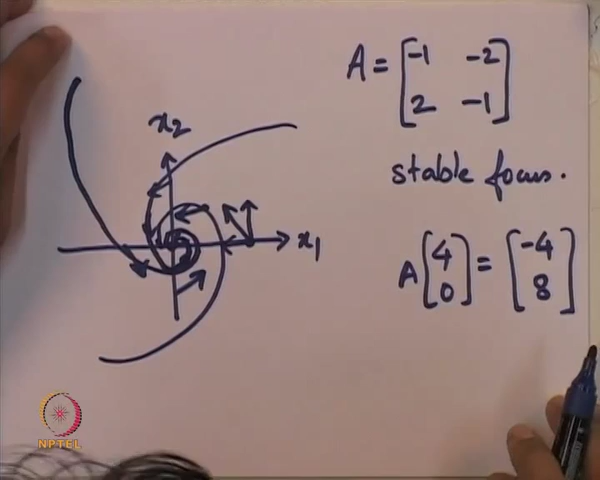 A = [-1 -2
2 -1]
x2
stable focus.
x1
A [4
0] = [-4
8]
NPTEL